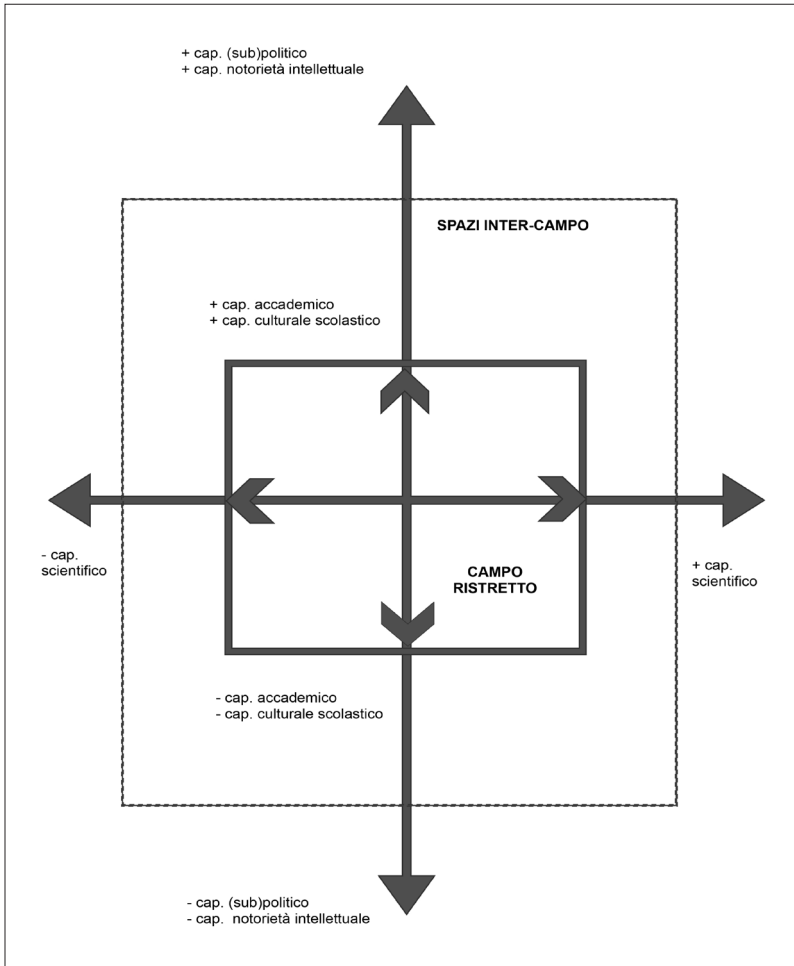 + cap. (sub)politico
+ cap. notorietà intellettuale
SPAZI INTER-CAMPO
+ cap. accademico
+ cap. culturale scolastico
- cap.
scientifico
CAMPO
RISTRETTO
+ cap.
scientifico
- cap. accademico
- cap. culturale scolastico
- cap. (sub)politico
- cap. notorietà intellettuale